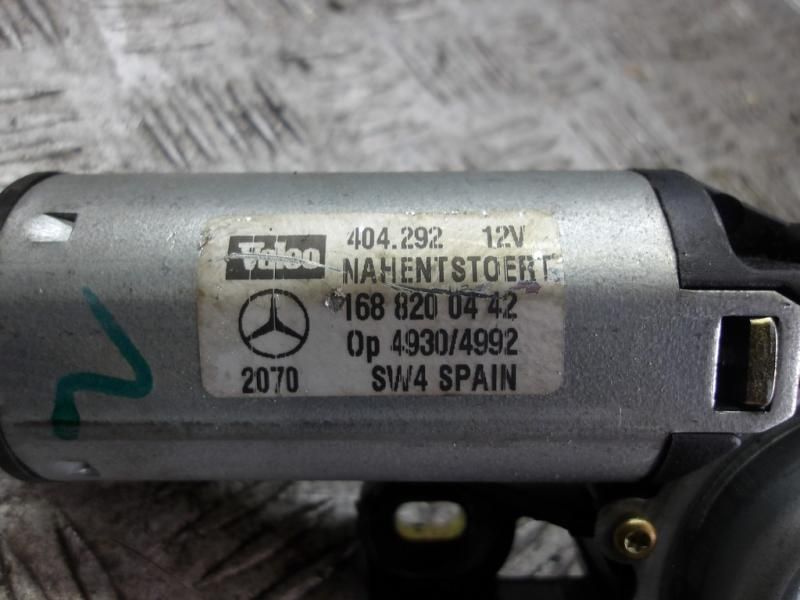 Valeo 404.292 12V
NAHENTSTOERT
168 820 04 42
Op 4930/4992
2070 SW4 SPAIN